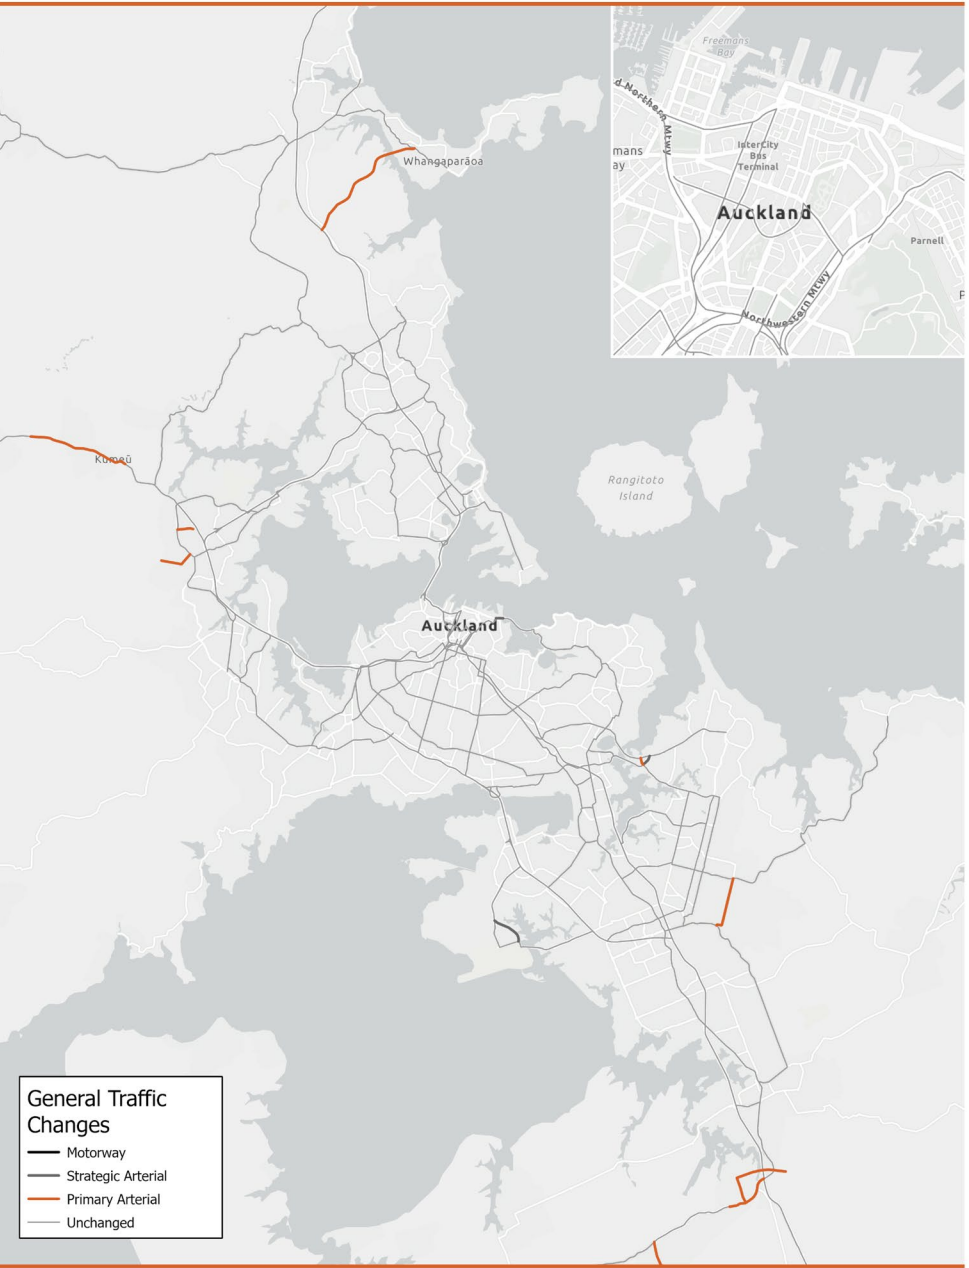 Freemans
Bay
d Northern Mtwy
Mtwy
mans
ay
InterCity
Bus
Terminal
Auckland
Parnell
P
Northwestern Mtwy
Whangaparāoa
Kumeū
Rangitoto
Island
Auckland
General Traffic
Changes
Motorway
Strategic Arterial
Primary Arterial
Unchanged